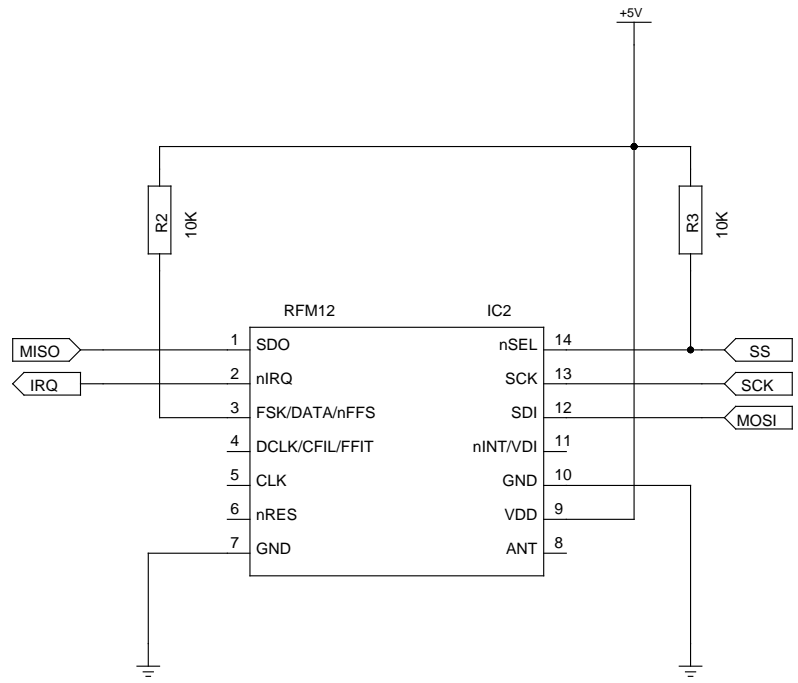 +5V
R2
10K
R3
10K
RFM12
IC2
MISO
1
SDO
nSEL
14
SS
IRQ
2
nIRQ
SCK
13
SCK
3
FSK/DATA/nFFS
SDI
12
MOSI
4
DCLK/CFIL/FFIT
nINT/VDI
11
5
CLK
GND
10
6
nRES
VDD
9
7
GND
ANT
8